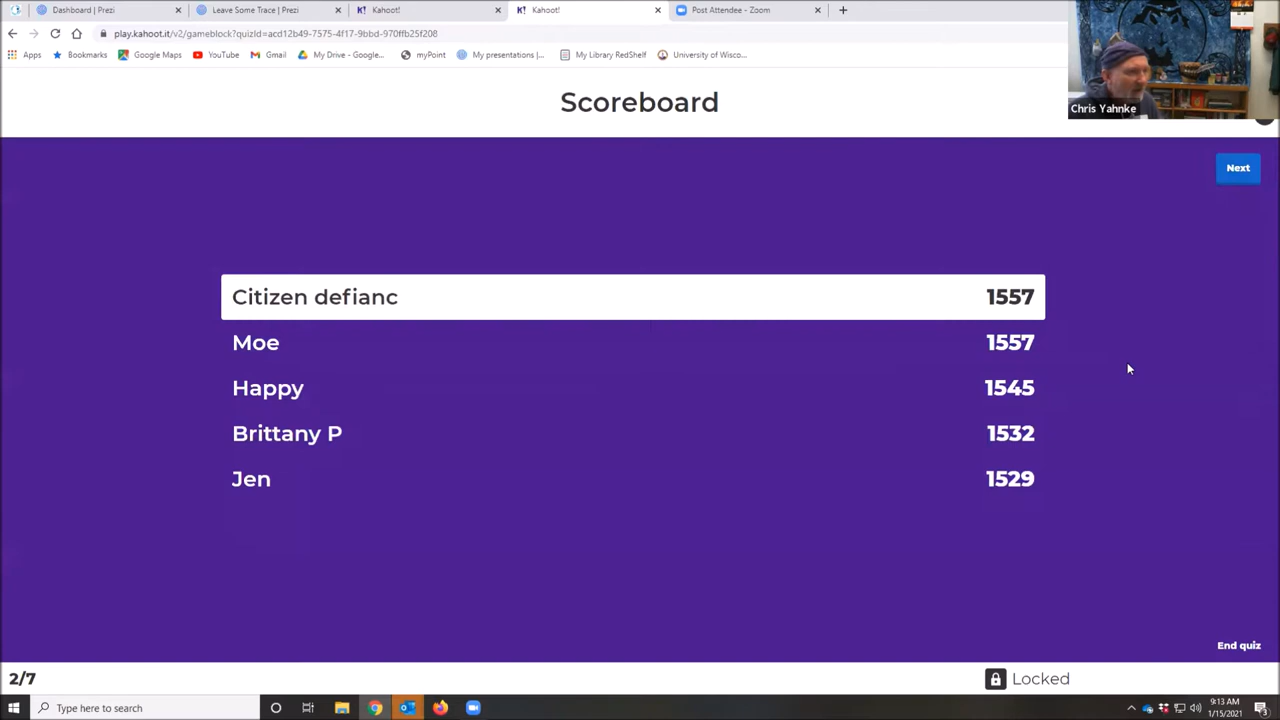 Dashboard | Prezi
Leave Some Trace | Prezi
K! Kahoot!
K! Kahoot!
Post Attendee - Zoom
play.kahoot.it/v2/gameblock?quizId=acd12b49-7575-4f17-9bbd-970ffb25f208
Apps Bookmarks Google Maps YouTube Gmail My Drive - Google... myPoint My presentations |... My Library RedShelf University of Wisco...
Chris Yahnke
Scoreboard
Next
Citizen defianc 1557
Moe 1557
Happy 1545
Brittany P 1532
Jen 1529
End quiz
2/7 Locked
Type here to search
9:13 AM
1/15/2021
3